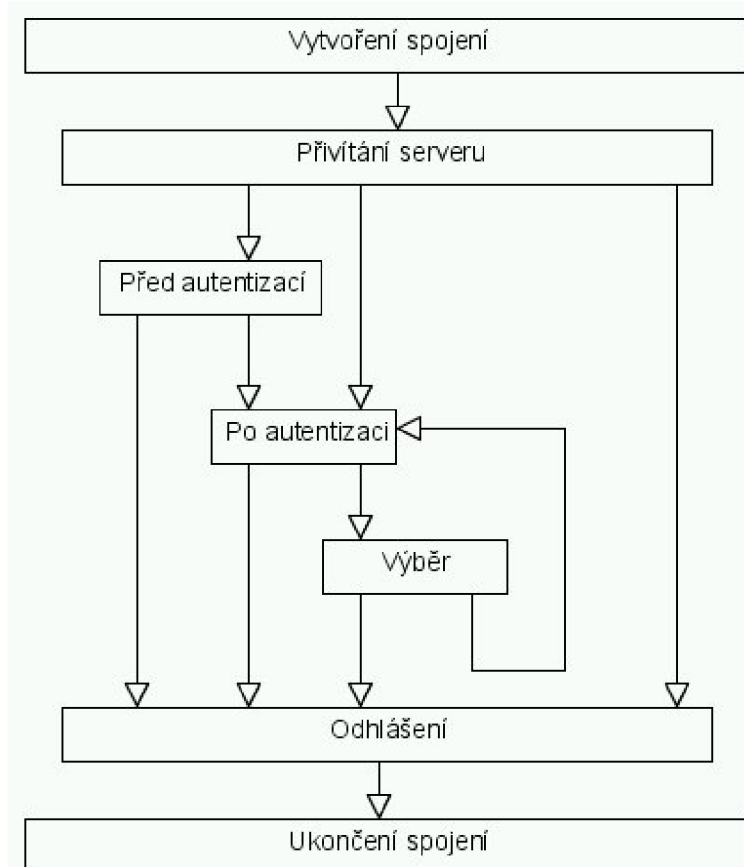 Vytvoření spojení
Přivítání serveru
Před autentizací
Po autentizaci
Výběr
Odhlášení
Ukončení spojení